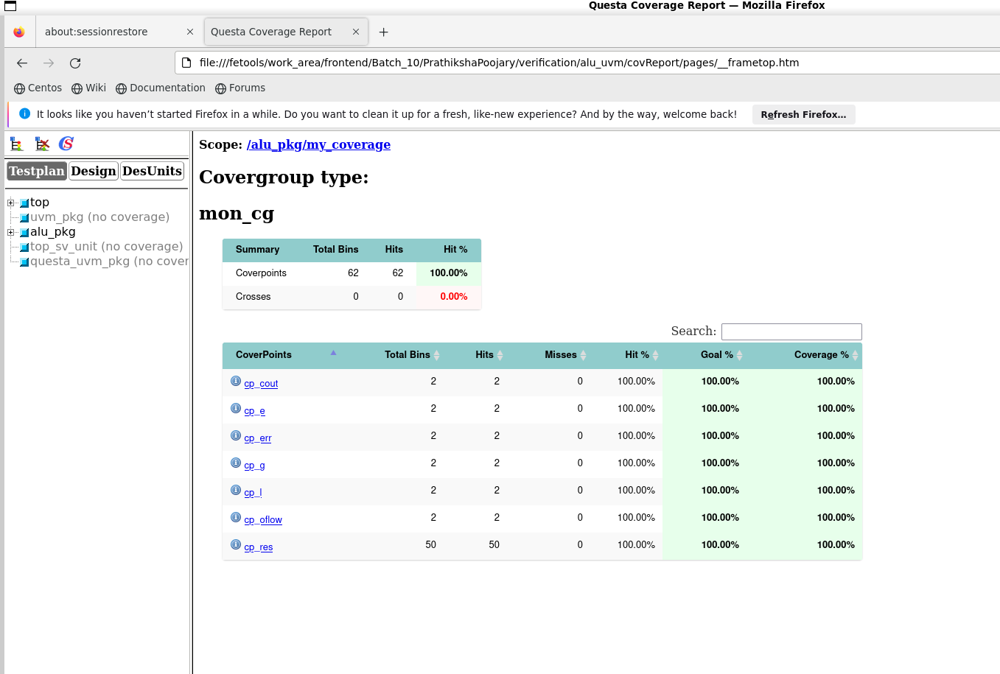 Questa Coverage Report — Mozilla Firefox
about:sessionrestore
Questa Coverage Report
file:///fetools/work_area/frontend/Batch_10/PrathikshaPoojary/verification/alu_uvm/covReport/pages/__frametop.htm
Centos Wiki Documentation Forums
It looks like you haven’t started Firefox in a while. Do you want to clean it up for a fresh, like-new experience? And by the way, welcome back! Refresh Firefox...
Testplan Design DesUnits
top
uvm_pkg (no coverage)
alu_pkg
top_sv_unit (no coverage)
questa_uvm_pkg (no cover
Scope: /alu_pkg/my_coverage
Covergroup type:
mon_cg
Summary Total Bins Hits Hit %
Coverpoints 62 62 100.00%
Crosses 0 0 0.00%
Search:
CoverPoints Total Bins Hits Misses Hit % Goal % Coverage %
cp_cout 2 2 0 100.00% 100.00% 100.00%
cp_e 2 2 0 100.00% 100.00% 100.00%
cp_err 2 2 0 100.00% 100.00% 100.00%
cp_g 2 2 0 100.00% 100.00% 100.00%
cp_l 2 2 0 100.00% 100.00% 100.00%
cp_oflow 2 2 0 100.00% 100.00% 100.00%
cp_res 50 50 0 100.00% 100.00% 100.00%